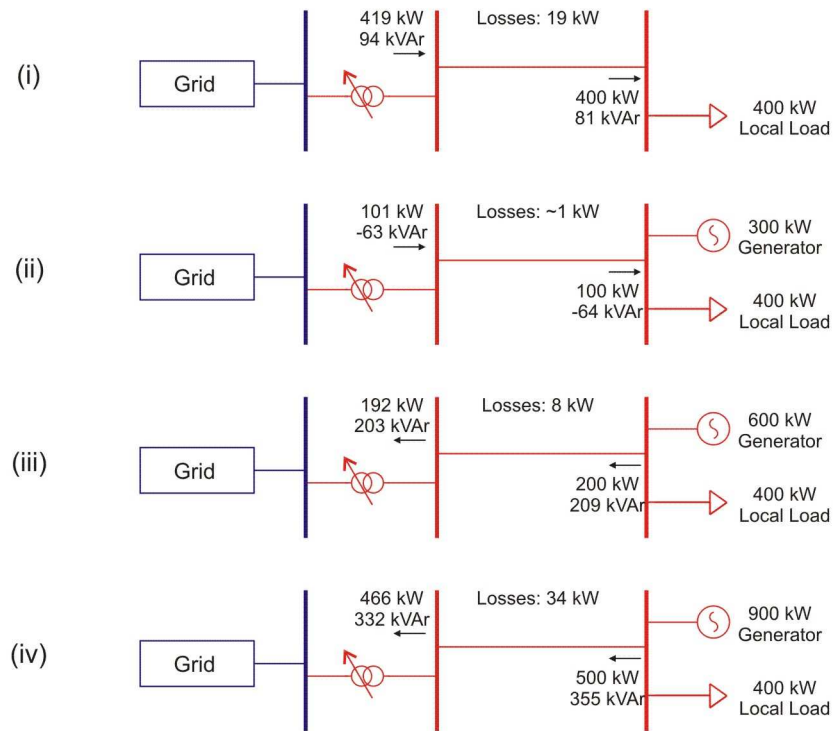 (i)
Grid
419 kW
94 kVAr
Losses: 19 kW
400 kW
81 kVAr
400 kW
Local Load
(ii)
Grid
101 kW
-63 kVAr
Losses: ~1 kW
100 kW
-64 kVAr
300 kW
Generator
400 kW
Local Load
(iii)
Grid
192 kW
203 kVAr
Losses: 8 kW
200 kW
209 kVAr
600 kW
Generator
400 kW
Local Load
(iv)
Grid
466 kW
332 kVAr
Losses: 34 kW
500 kW
355 kVAr
900 kW
Generator
400 kW
Local Load